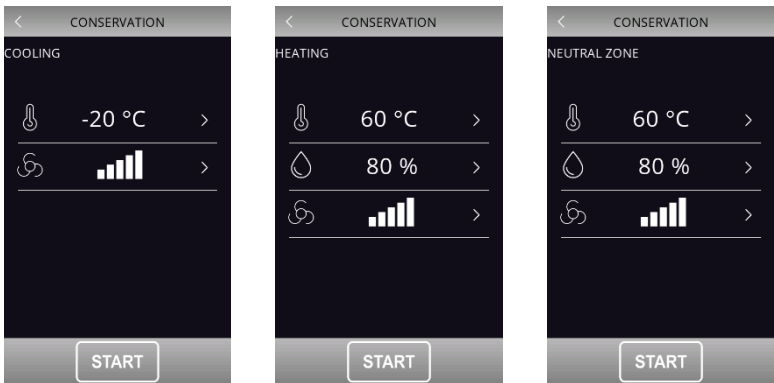 CONSERVATION
COOLING
-20 °C
START
CONSERVATION
HEATING
60 °C
80 %
START
CONSERVATION
NEUTRAL ZONE
60 °C
80 %
START